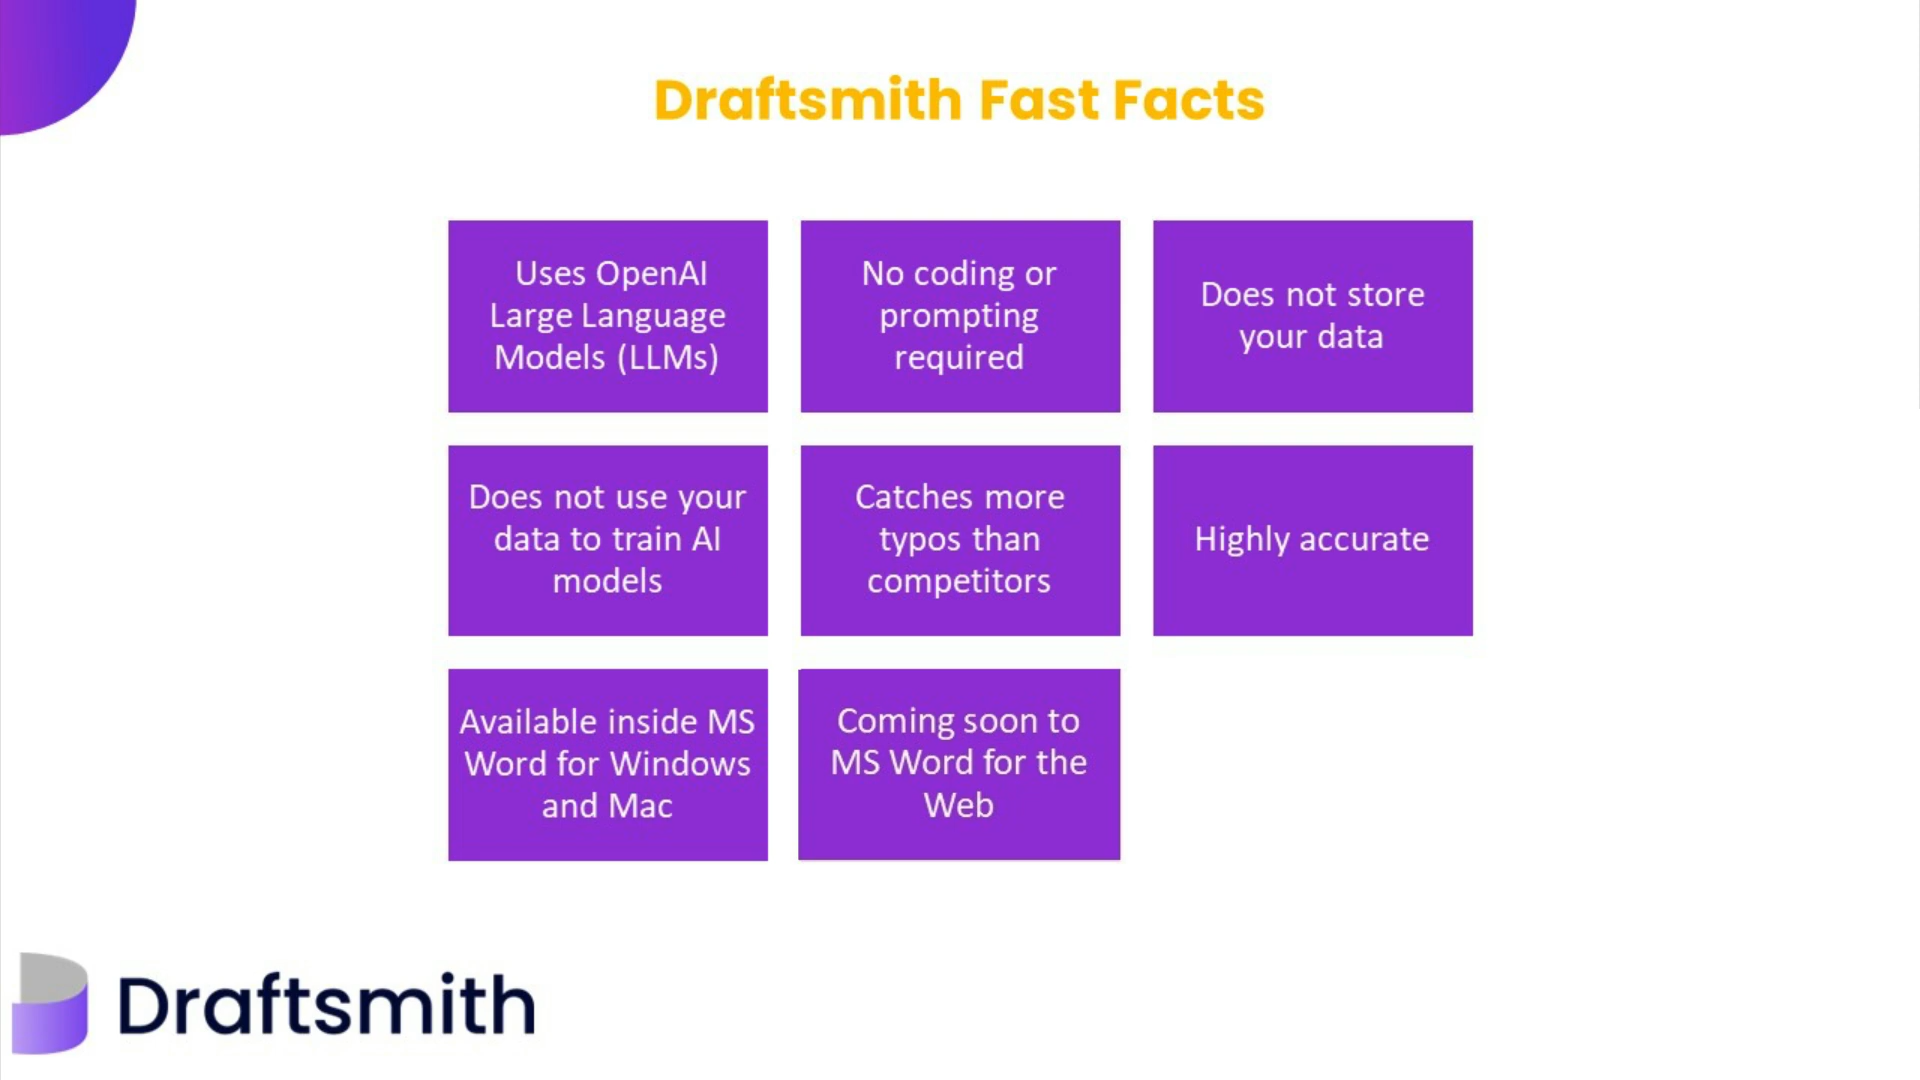 Draftsmith Fast Facts
Uses OpenAI
Large Language
Models (LLMs)
No coding or
prompting
required
Does not store
your data
Does not use your
data to train AI
models
Catches more
typos than
competitors
Highly accurate
Available inside MS
Word for Windows
and Mac
Coming soon to
MS Word for the
Web
Draftsmith